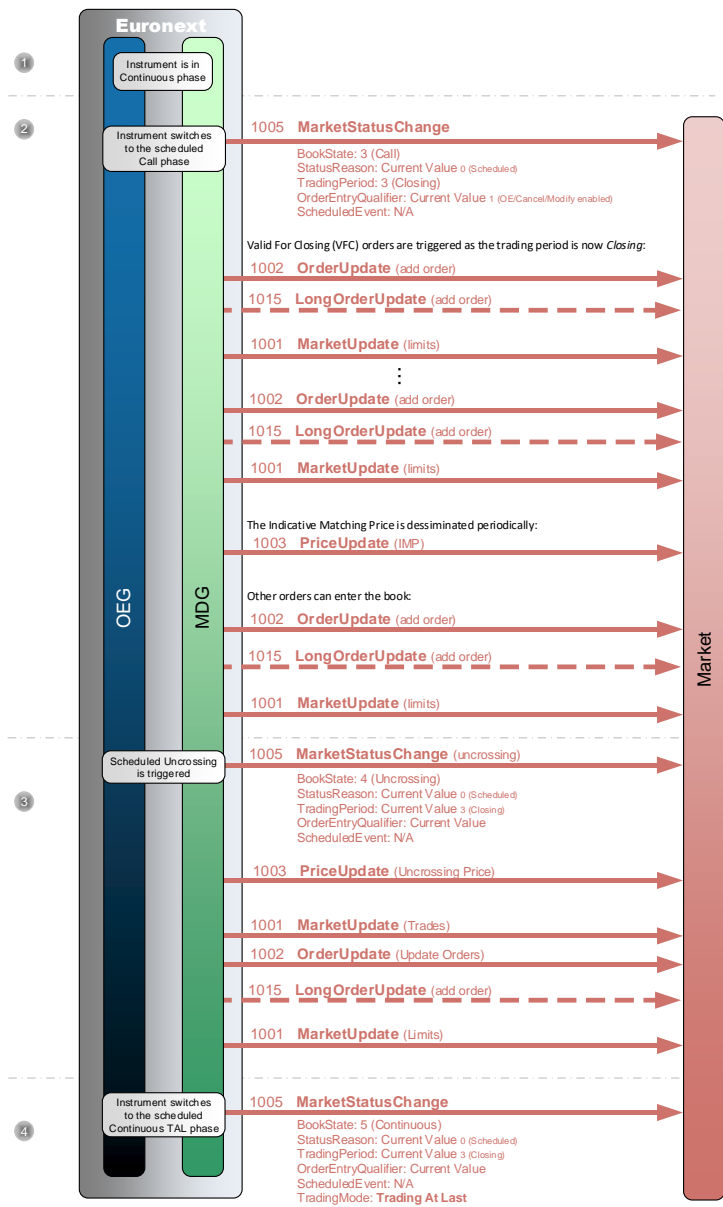 Euronext
1
Instrument is in
Continuous phase
2
Instrument switches
to the scheduled
Call phase
1005 MarketStatusChange
BookState: 3 (Call)
StatusReason: Current Value 0 (Scheduled)
TradingPeriod: 3 (Closing)
OrderEntryQualifier: Current Value 1 (OE/Cancel/Modify enabled)
ScheduledEvent: N/A
Valid For Closing (VFC) orders are triggered as the trading period is now Closing:
1002 OrderUpdate (add order)
1015 LongOrderUpdate (add order)
1001 MarketUpdate (limits)
⋮
1002 OrderUpdate (add order)
1015 LongOrderUpdate (add order)
1001 MarketUpdate (limits)
The Indicative Matching Price is dessiminated periodically:
1003 PriceUpdate (IMP)
Other orders can enter the book:
1002 OrderUpdate (add order)
1015 LongOrderUpdate (add order)
1001 MarketUpdate (limits)
OEG
MDG
Market
3
Scheduled Uncrossing
is triggered
1005 MarketStatusChange (uncrossing)
BookState: 4 (Uncrossing)
StatusReason: Current Value 0 (Scheduled)
TradingPeriod: Current Value 3 (Closing)
OrderEntryQualifier: Current Value
ScheduledEvent: N/A
1003 PriceUpdate (Uncrossing Price)
1001 MarketUpdate (Trades)
1002 OrderUpdate (Update Orders)
1015 LongOrderUpdate (add order)
1001 MarketUpdate (Limits)
4
Instrument switches
to the scheduled
Continuous TAL phase
1005 MarketStatusChange
BookState: 5 (Continuous)
StatusReason: Current Value 0 (Scheduled)
TradingPeriod: Current Value 3 (Closing)
OrderEntryQualifier: Current Value
ScheduledEvent: N/A
TradingMode: Trading At Last